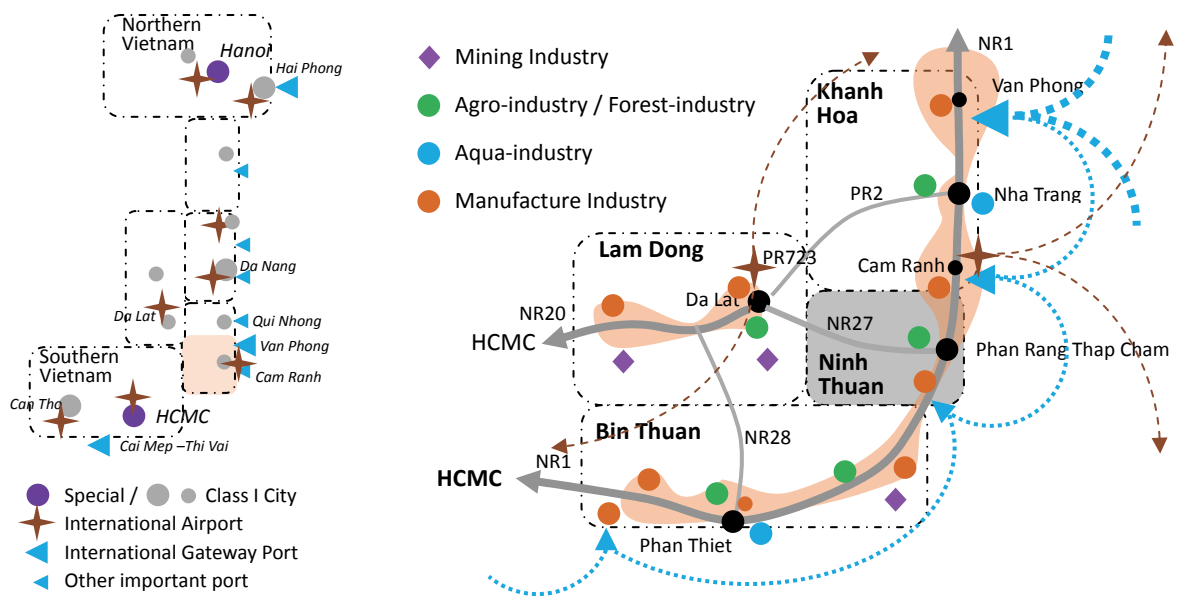 Northern
Vietnam
Hanoi
Hai Phong
Da Nang
Da Lat
Qui Nhong
Van Phong
Cam Ranh
Southern
Vietnam
Can Tho
HCMC
Cai Mep –Thi Vai
Special /
Class I City
International Airport
International Gateway Port
Other important port
Mining Industry
Agro-industry / Forest-industry
Aqua-industry
Manufacture Industry
NR1
Khanh
Hoa
Van Phong
PR2
Nha Trang
Lam Dong
PR723
Cam Ranh
Da Lat
NR20
HCMC
NR27
Ninh
Thuan
Phan Rang Thap Cham
Bin Thuan
NR28
NR1
HCMC
Phan Thiet